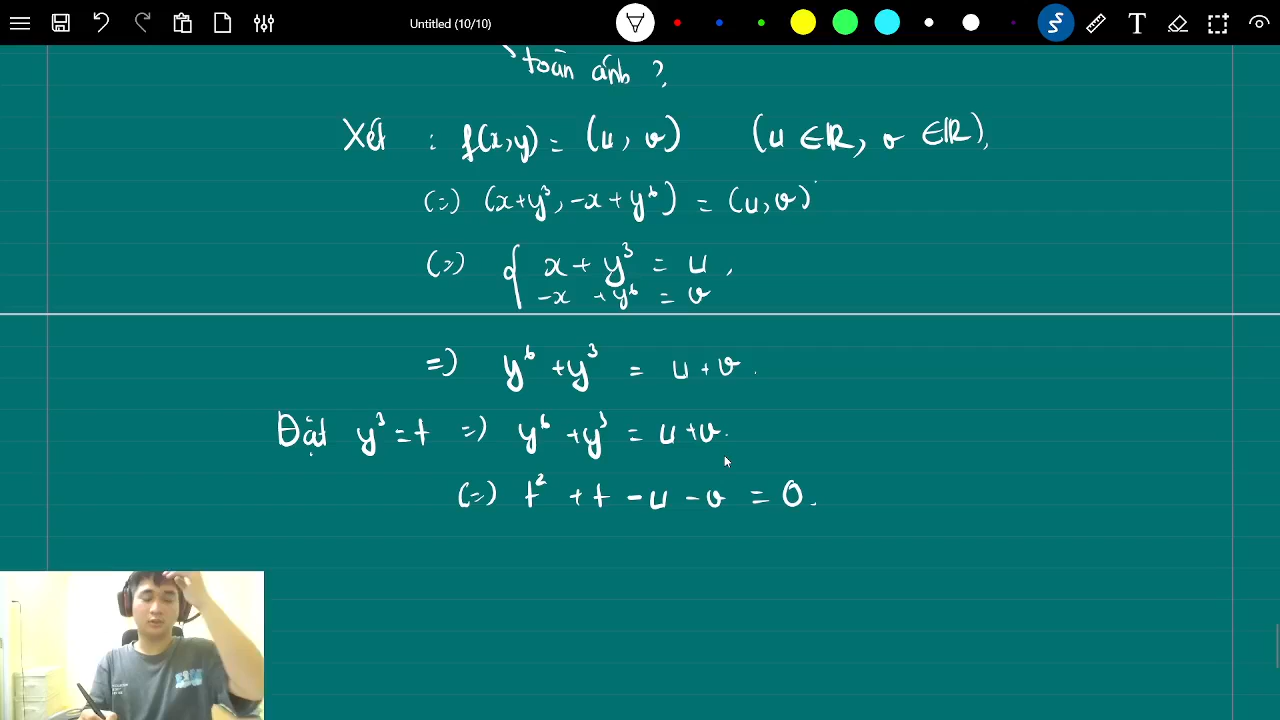 Untitled (10/10)
T
toàn ánh ?
Xét : f(x,y) = (u, v) (u ∈ ℝ, v ∈ ℝ),
(=) (x+y³, -x + y⁶) = (u, v)
(=) { x + y³ = u,
-x + y⁶ = v
=) y⁶ + y³ = u + v.
Đặt y³ = t =) y⁶ + y³ = u + v.
(=) t² + t - u - v = 0.